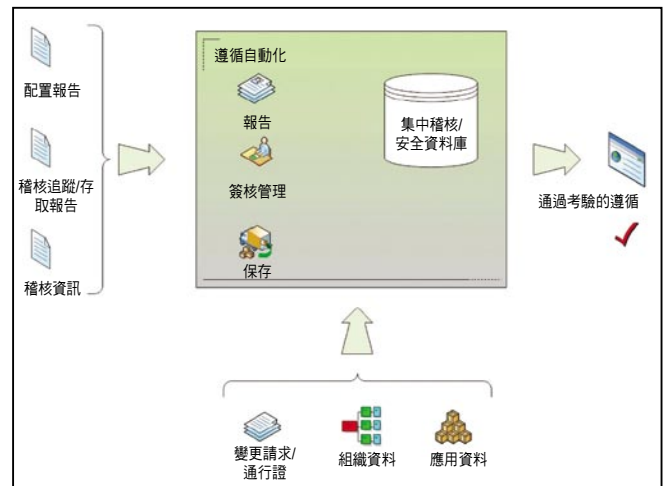 配置報告
稽核追蹤/存
取報告
稽核資訊
遵循自動化
報告
簽核管理
保存
集中稽核/
安全資料庫
通過考驗的遵循
變更請求/
通行證
組織資料
應用資料